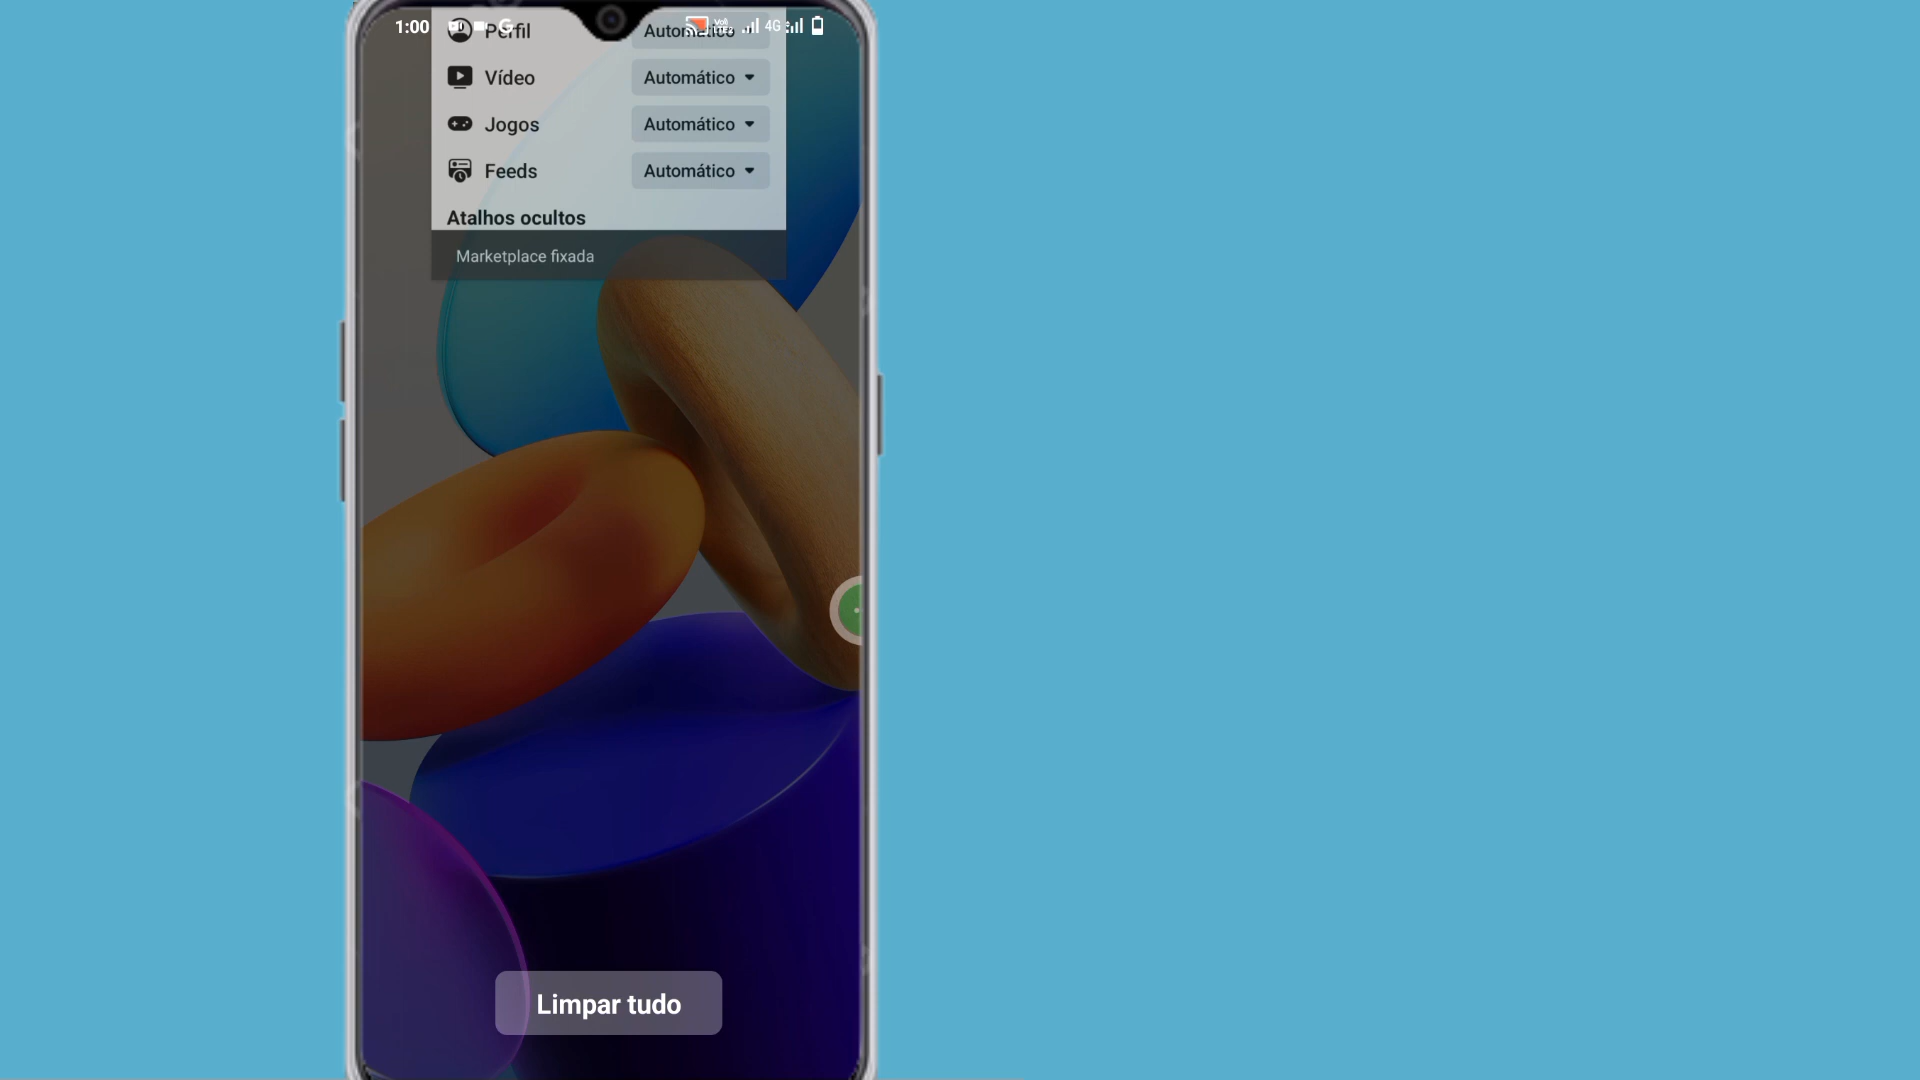 1:00 4G
Perfil Automático
Vídeo Automático
Jogos Automático
Feeds Automático
Atalhos ocultos
Marketplace fixada
Limpar tudo